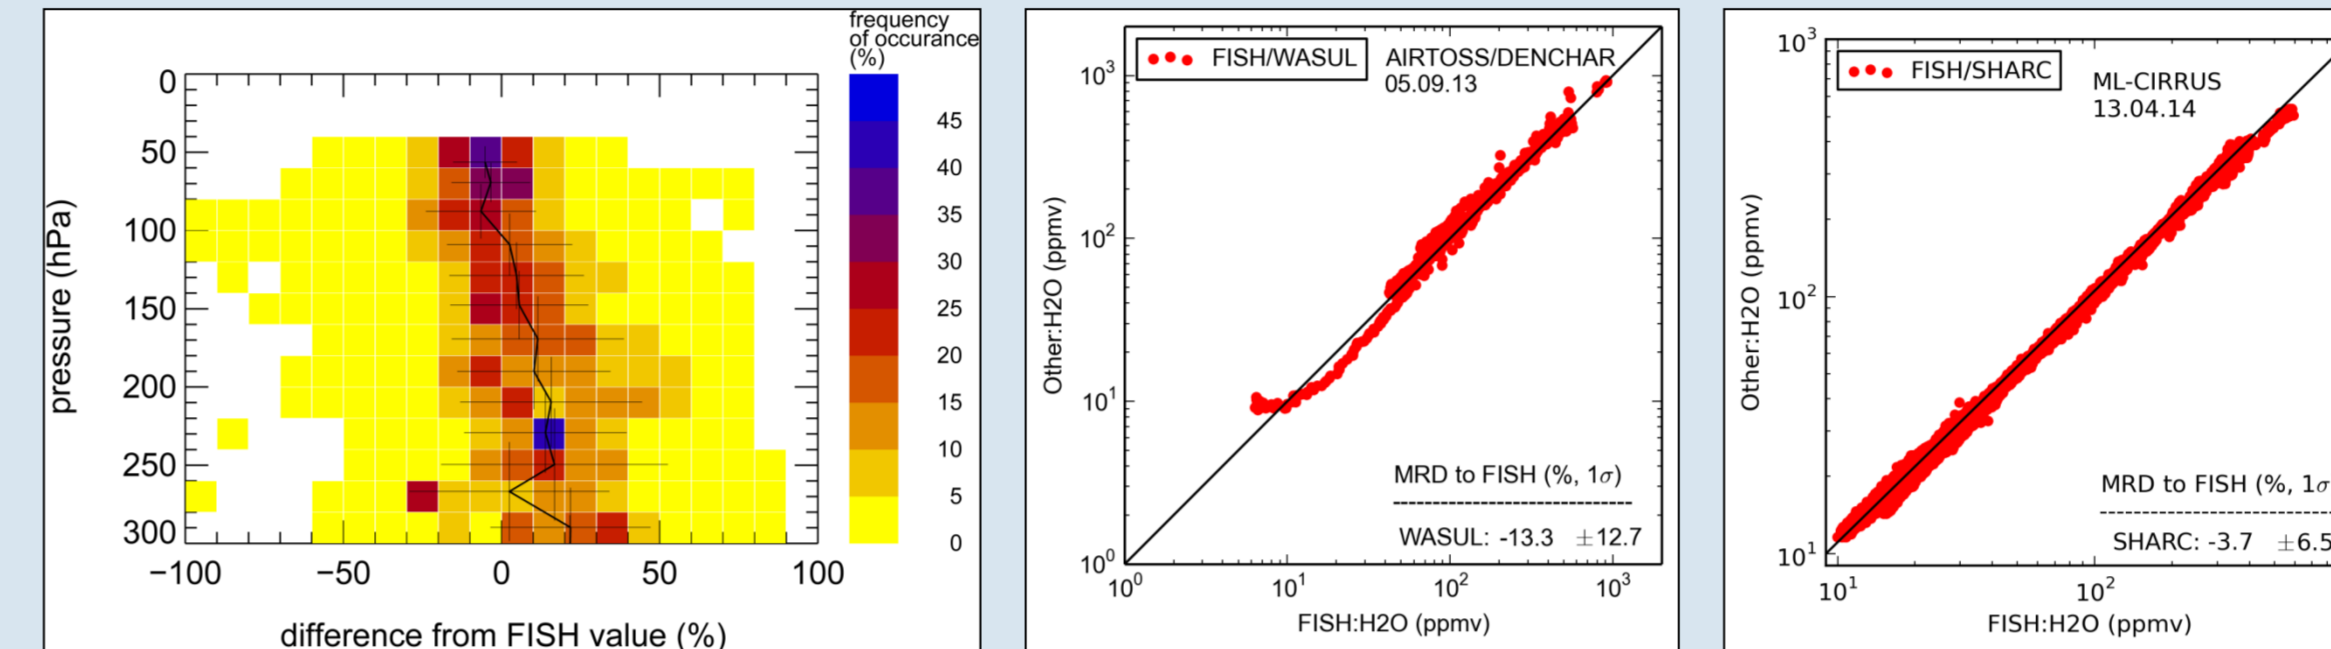 frequency
of occurance
(%)
0
50
100
150
200
250
300
pressure (hPa)
−100
−50
0
50
100
difference from FISH value (%)
45
40
35
30
25
20
15
10
5
0
FISH/WASUL
AIRTOSS/DENCHAR
05.09.13
10³
10²
10¹
10⁰
Other:H2O (ppmv)
MRD to FISH (%, 1σ)
--------------------------------
WASUL: -13.3 ±12.7
10⁰
10¹
10²
10³
FISH:H2O (ppmv)
FISH/SHARC
ML-CIRRUS
13.04.14
10³
10²
10¹
Other:H2O (ppmv)
MRD to FISH (%, 1σ
--------------------------------
SHARC: -3.7 ±6.5
10¹
10²
FISH:H2O (ppmv)